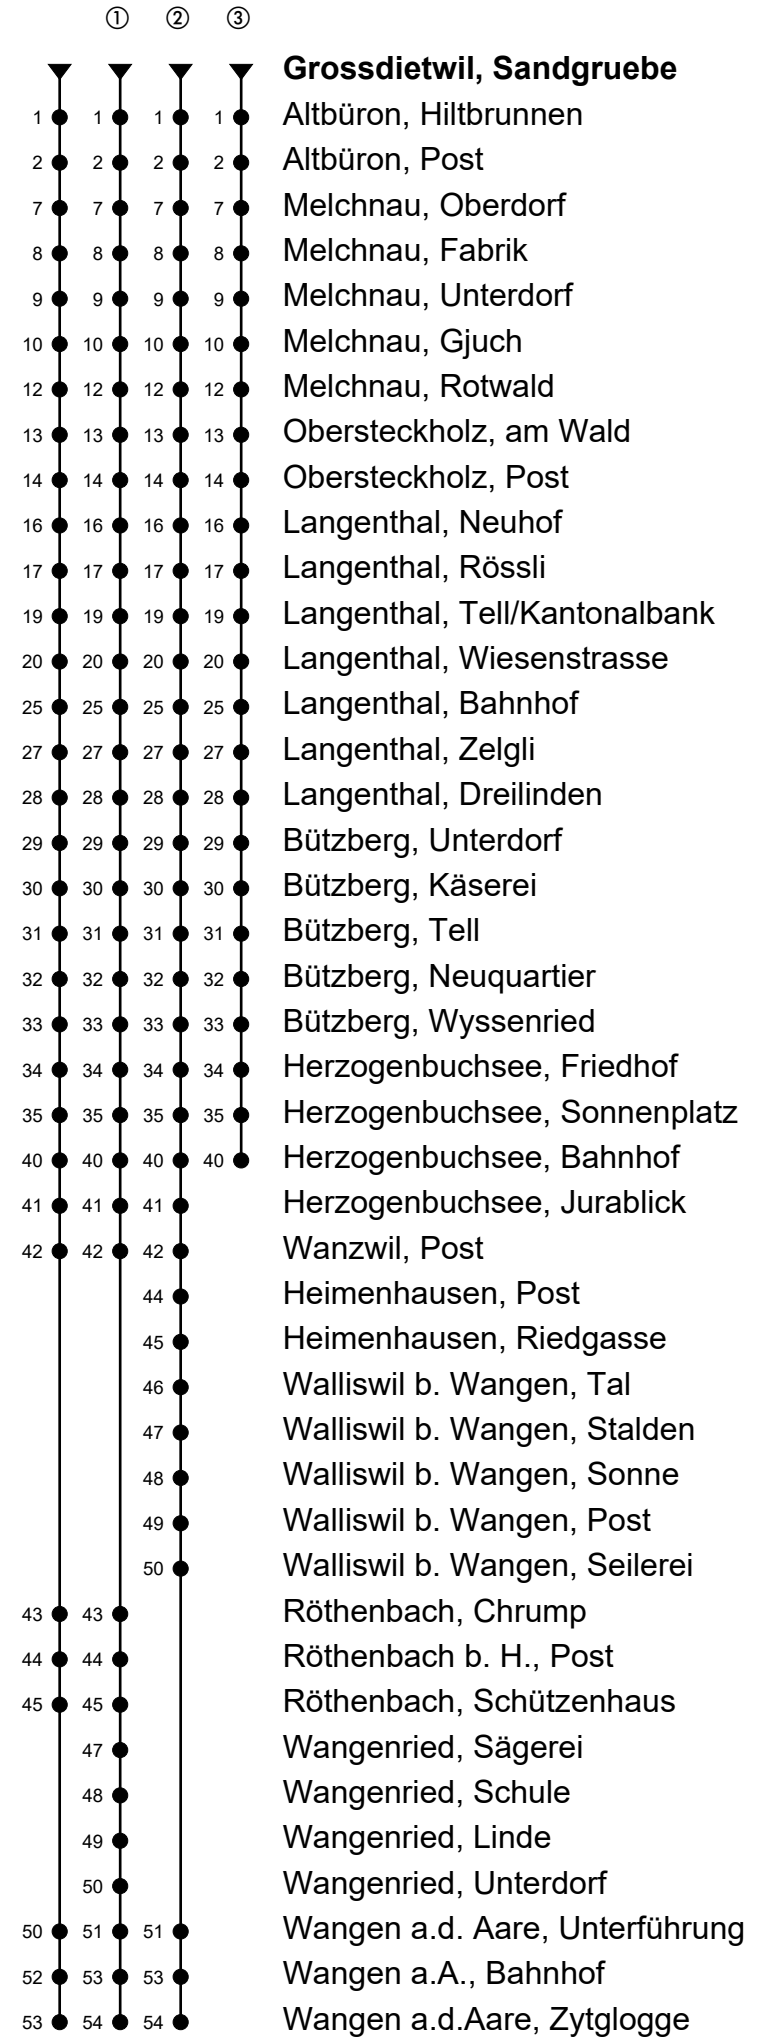 ① ② ③
Grossdietwil, Sandgruebe
1 1 1 1 Altbüron, Hiltbrunnen
2 2 2 2 Altbüron, Post
7 7 7 7 Melchnau, Oberdorf
8 8 8 8 Melchnau, Fabrik
9 9 9 9 Melchnau, Unterdorf
10 10 10 10 Melchnau, Gjuch
12 12 12 12 Melchnau, Rotwald
13 13 13 13 Obersteckholz, am Wald
14 14 14 14 Obersteckholz, Post
16 16 16 16 Langenthal, Neuhof
17 17 17 17 Langenthal, Rössli
19 19 19 19 Langenthal, Tell/Kantonalbank
20 20 20 20 Langenthal, Wiesenstrasse
25 25 25 25 Langenthal, Bahnhof
27 27 27 27 Langenthal, Zelgli
28 28 28 28 Langenthal, Dreilinden
29 29 29 29 Bützberg, Unterdorf
30 30 30 30 Bützberg, Käserei
31 31 31 31 Bützberg, Tell
32 32 32 32 Bützberg, Neuquartier
33 33 33 33 Bützberg, Wyssenried
34 34 34 34 Herzogenbuchsee, Friedhof
35 35 35 35 Herzogenbuchsee, Sonnenplatz
40 40 40 40 Herzogenbuchsee, Bahnhof
41 41 41 Herzogenbuchsee, Jurablick
42 42 42 Wanzwil, Post
44 Heimenhausen, Post
45 Heimenhausen, Riedgasse
46 Walliswil b. Wangen, Tal
47 Walliswil b. Wangen, Stalden
48 Walliswil b. Wangen, Sonne
49 Walliswil b. Wangen, Post
50 Walliswil b. Wangen, Seilerei
43 43 Röthenbach, Chrump
44 44 Röthenbach b. H., Post
45 45 Röthenbach, Schützenhaus
47 Wangenried, Sägerei
48 Wangenried, Schule
49 Wangenried, Linde
50 Wangenried, Unterdorf
50 51 51 Wangen a.d. Aare, Unterführung
52 53 53 Wangen a.A., Bahnhof
53 54 54 Wangen a.d.Aare, Zytglogge